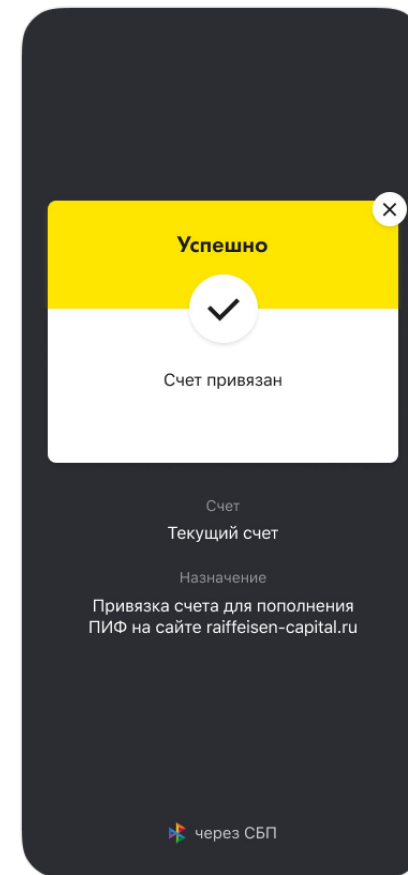 Успешно
Счет привязан
Счет
Текущий счет
Назначение
Привязка счета для пополнения
ПИФ на сайте raiffeisen-capital.ru
через СБП